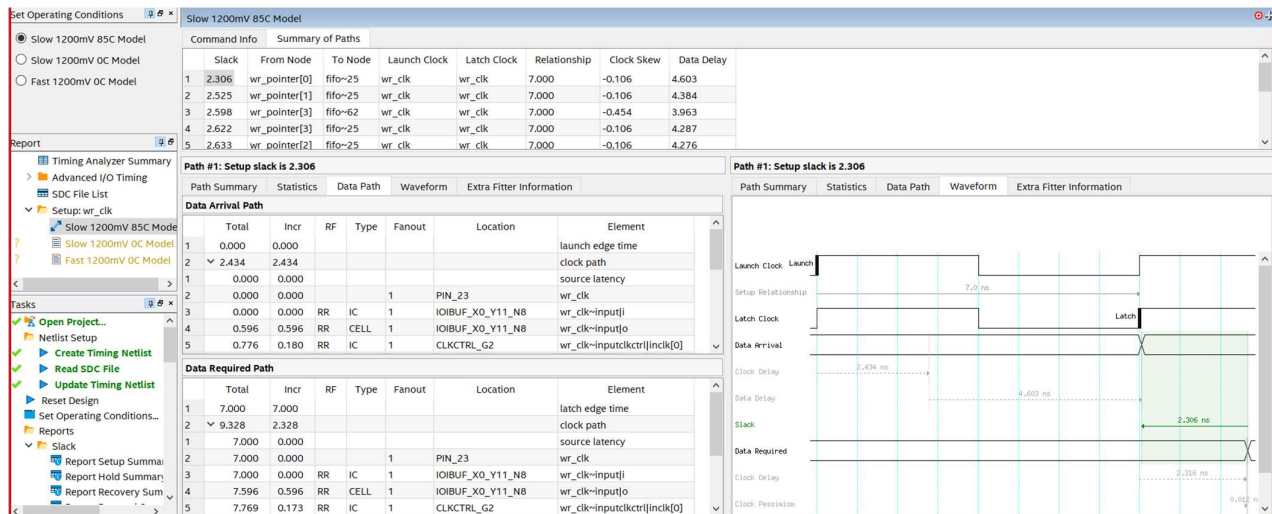 Set Operating Conditions
Slow 1200mV 85C Model
Slow 1200mV 0C Model
Fast 1200mV 0C Model
Report
Timing Analyzer Summary
Advanced I/O Timing
SDC File List
Setup: wr_clk
Slow 1200mV 85C Mode
? Slow 1200mV 0C Model
? Fast 1200mV 0C Model
Tasks
Open Project...
Netlist Setup
Create Timing Netlist
Read SDC File
Update Timing Netlist
Reset Design
Set Operating Conditions...
Reports
Slack
Report Setup Summar
Report Hold Summary
Report Recovery Sum
Slow 1200mV 85C Model
Command Info Summary of Paths
Slack From Node To Node Launch Clock Latch Clock Relationship Clock Skew Data Delay
1 2.306 wr_pointer[0] fifo~25 wr_clk wr_clk 7.000 -0.106 4.603
2 2.525 wr_pointer[1] fifo~25 wr_clk wr_clk 7.000 -0.106 4.384
3 2.598 wr_pointer[3] fifo~62 wr_clk wr_clk 7.000 -0.454 3.963
4 2.622 wr_pointer[3] fifo~25 wr_clk wr_clk 7.000 -0.106 4.287
5 2.633 wr_pointer[2] fifo~25 wr_clk wr_clk 7.000 -0.106 4.276
Path #1: Setup slack is 2.306
Path Summary Statistics Data Path Waveform Extra Fitter Information
Data Arrival Path
Total Incr RF Type Fanout Location Element
1 0.000 0.000 launch edge time
2 2.434 2.434 clock path
1 0.000 0.000 source latency
2 0.000 0.000 1 PIN_23 wr_clk
3 0.000 0.000 RR IC 1 IOIBUF_X0_Y11_N8 wr_clk~input|i
4 0.596 0.596 RR CELL 1 IOIBUF_X0_Y11_N8 wr_clk~input|o
5 0.776 0.180 RR IC 1 CLKCTRL_G2 wr_clk~inputclkctrl|inclk[0]
Data Required Path
Total Incr RF Type Fanout Location Element
1 7.000 7.000 latch edge time
2 9.328 2.328 clock path
1 7.000 0.000 source latency
2 7.000 0.000 1 PIN_23 wr_clk
3 7.000 0.000 RR IC 1 IOIBUF_X0_Y11_N8 wr_clk~input|i
4 7.596 0.596 RR CELL 1 IOIBUF_X0_Y11_N8 wr_clk~input|o
5 7.769 0.173 RR IC 1 CLKCTRL_G2 wr_clk~inputclkctrl|inclk[0]
Path #1: Setup slack is 2.306
Path Summary Statistics Data Path Waveform Extra Fitter Information
Launch Clock Launch
Setup Relationship 7.0 ns
Latch Clock Latch
Data Arrival
Clock Delay 2.434 ns
Data Delay 4.603 ns
Slack 2.306 ns
Data Required
Clock Delay 2.316 ns
Clock Pessimism 0.012 n